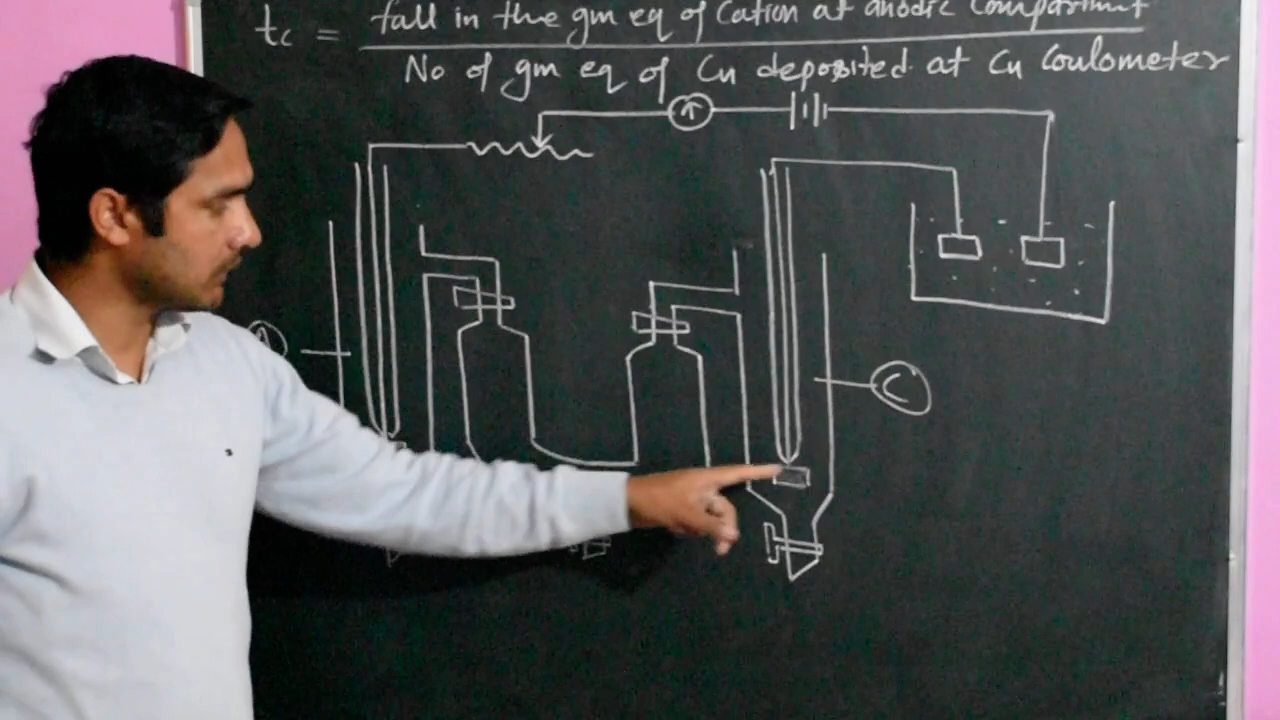 tc = fall in the gm eq of Cation at anodic Compartment
No of gm eq of Cu deposited at Cu Coulometer
A
C